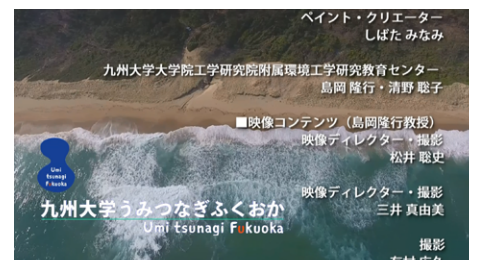 ペイント・クリエーター
しばた みなみ
九州大学大学院工学研究院附属環境工学研究教育センター
島岡 隆行・清野 聡子
■映像コンテンツ（島岡隆行教授）
映像ディレクター・撮影
松井 聡史
Umi
tsunagi
Fukuoka
映像ディレクター・撮影
三井 真由美
九州大学うみつなぎふくおか
Umi tsunagi Fukuoka
撮影